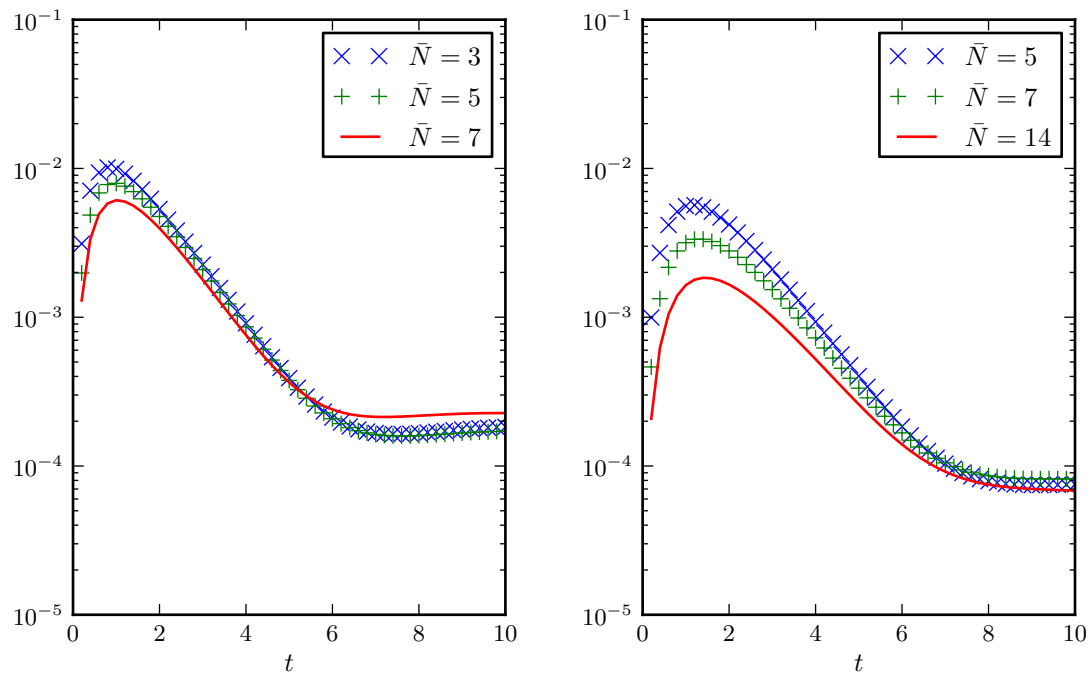 10⁻¹
10⁻²
10⁻³
10⁻⁴
10⁻⁵
0 2 4 6 8 10
t
N̄ = 3
N̄ = 5
N̄ = 7
10⁻¹
10⁻²
10⁻³
10⁻⁴
10⁻⁵
0 2 4 6 8 10
t
N̄ = 5
N̄ = 7
N̄ = 14